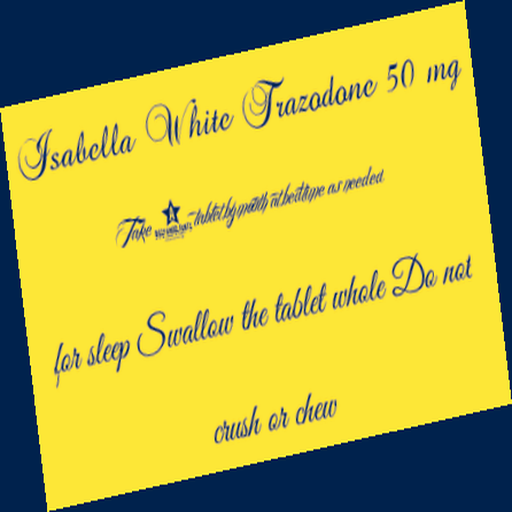 Isabella White Trazodone 50 mg
Take tablet by mouth at bedtime as needed
for sleep Swallow the tablet whole Do not
crush or chew